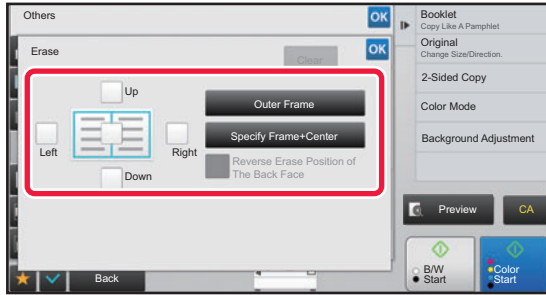 Others
OK
Erase
Clear
OK
Up
Left
Right
Down
Outer Frame
Specify Frame+Center
Reverse Erase Position of
The Back Face
Back
Booklet
Copy Like A Pamphlet
Original
Change Size/Direction.
2-Sided Copy
Color Mode
Background Adjustment
Preview
CA
B/W
Start
Color
Start